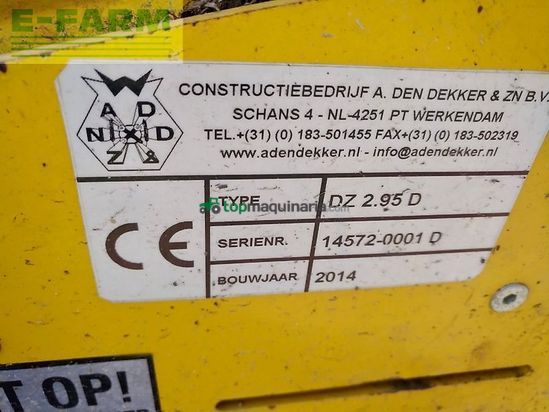 E-FARM
CONSTRUCTIEBEDRIJF A. DEN DEKKER & ZN B.V.
SCHANS 4 - NL-4251 PT WERKENDAM
TEL.+(31) (0) 183-501455 FAX+(31) (0) 183-502319
www.adendekker.nl - info@adendekker.nl
W
A D
N D
Z &
TYPE DZ 2.95 D
topmaquinaria.com
CE
SERIENR. 14572-0001 D
BOUWJAAR 2014
T OP!